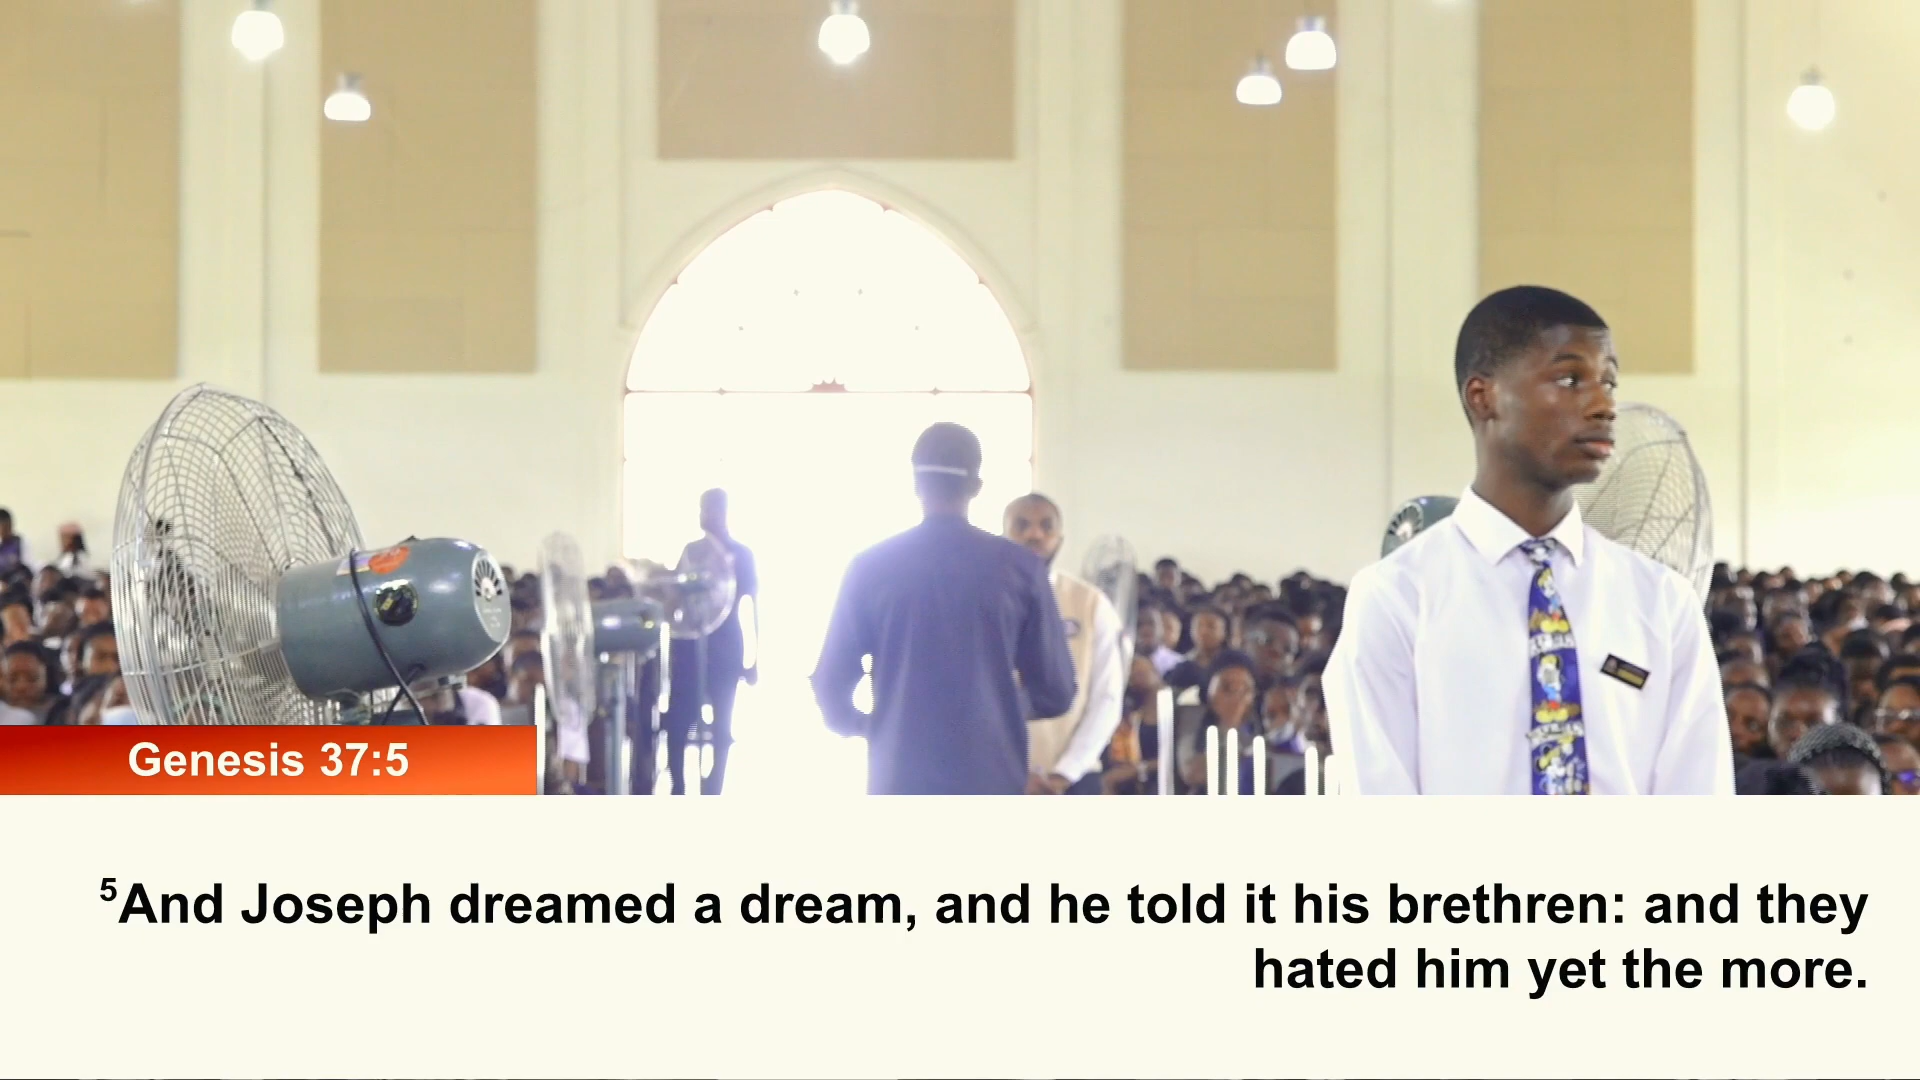 Genesis 37:5
5And Joseph dreamed a dream, and he told it his brethren: and they
hated him yet the more.